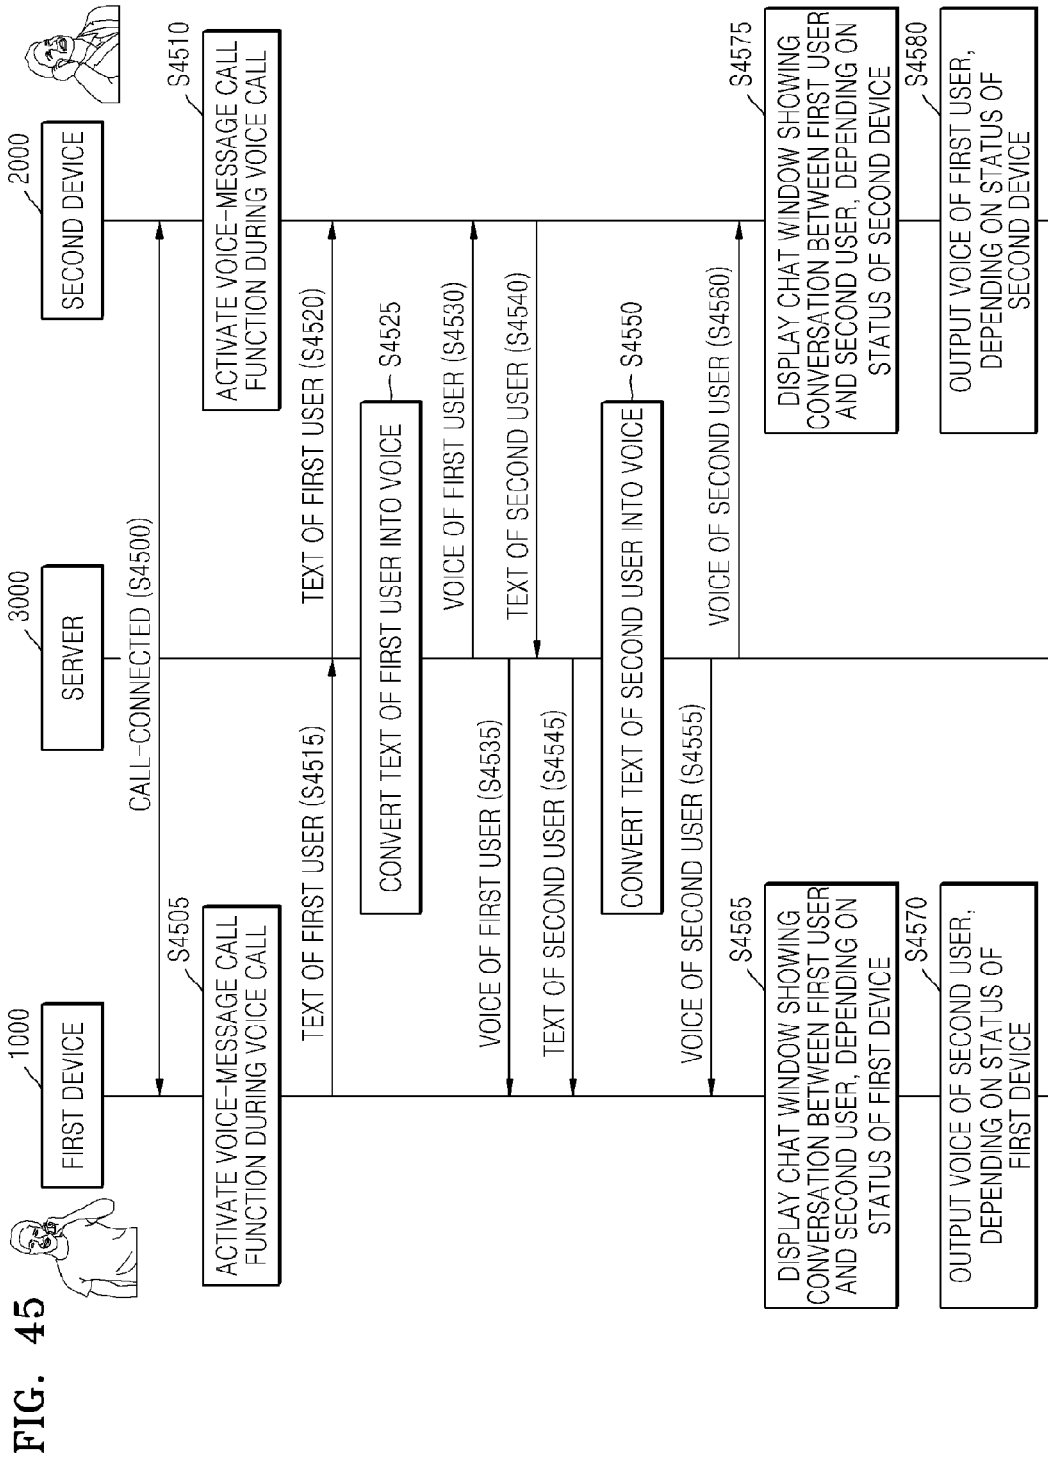 FIG. 45
1000
FIRST DEVICE
3000
SERVER
2000
SECOND DEVICE
CALL-CONNECTED (S4500)
S4505
ACTIVATE VOICE-MESSAGE CALL
FUNCTION DURING VOICE CALL
S4510
ACTIVATE VOICE-MESSAGE CALL
FUNCTION DURING VOICE CALL
TEXT OF FIRST USER (S4515)
TEXT OF FIRST USER (S4520)
S4525
CONVERT TEXT OF FIRST USER INTO VOICE
VOICE OF FIRST USER (S4530)
VOICE OF FIRST USER (S4535)
TEXT OF SECOND USER (S4540)
TEXT OF SECOND USER (S4545)
S4550
CONVERT TEXT OF SECOND USER INTO VOICE
VOICE OF SECOND USER (S4555)
VOICE OF SECOND USER (S4560)
S4565
DISPLAY CHAT WINDOW SHOWING
CONVERSATION BETWEEN FIRST USER
AND SECOND USER, DEPENDING ON
STATUS OF FIRST DEVICE
S4575
DISPLAY CHAT WINDOW SHOWING
CONVERSATION BETWEEN FIRST USER
AND SECOND USER, DEPENDING ON
STATUS OF SECOND DEVICE
S4570
OUTPUT VOICE OF SECOND USER,
DEPENDING ON STATUS OF
FIRST DEVICE
S4580
OUTPUT VOICE OF FIRST USER,
DEPENDING ON STATUS OF
SECOND DEVICE